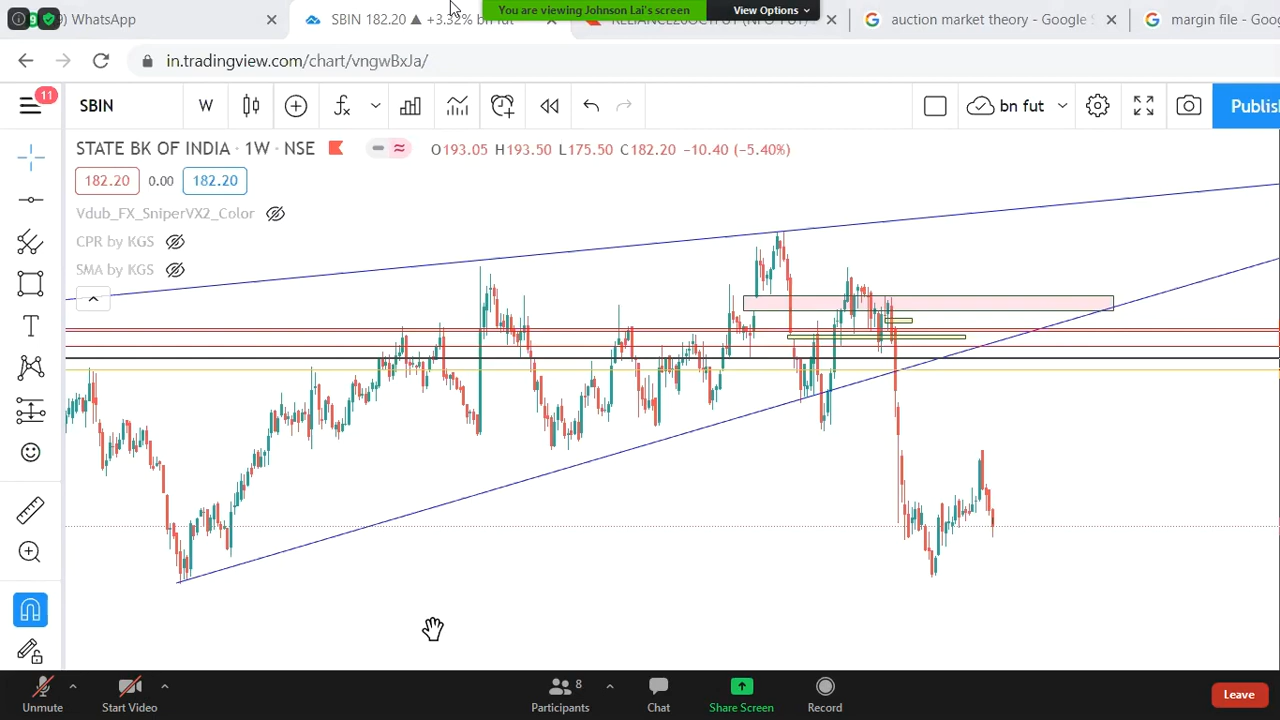 WhatsApp
SBIN 182.20 ▲ +3.32% bn fut
You are viewing Johnson Lai's screen
View Options
auction market theory - Google S
margin file - Goo
in.tradingview.com/chart/vngwBxJa/
11
SBIN
W
bn fut
Publis
STATE BK OF INDIA · 1W · NSE
O193.05 H193.50 L175.50 C182.20 −10.40 (−5.40%)
182.20 0.00 182.20
Vdub_FX_SniperVX2_Color
CPR by KGS
SMA by KGS
Unmute
Start Video
Participants
8
Chat
Share Screen
Record
Leave